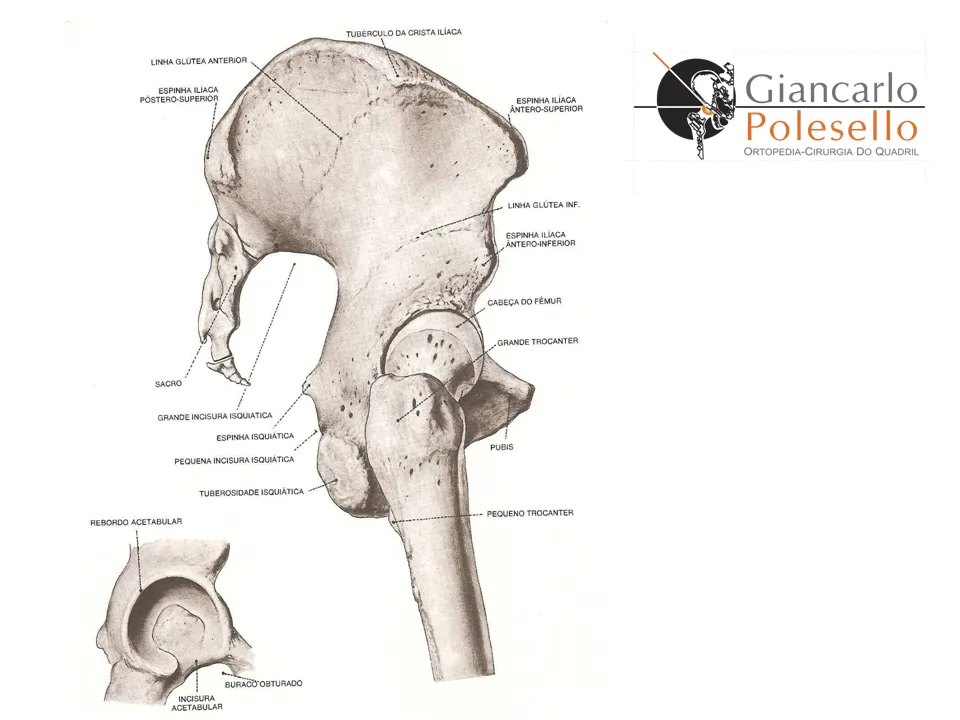 TUBÉRCULO DA CRISTA ILÍACA
LINHA GLÚTEA ANTERIOR
ESPINHA ILÍACA
PÓSTERO-SUPERIOR
ESPINHA ILÍACA
ÂNTERO-SUPERIOR
LINHA GLÚTEA INF.
ESPINHA ILÍACA
ÂNTERO-INFERIOR
CABEÇA DO FÊMUR
GRANDE TROCANTER
SACRO
GRANDE INCISURA ISQUIÁTICA
ESPINHA ISQUIÁTICA
PUBIS
PEQUENA INCISURA ISQUIÁTICA
TUBEROSIDADE ISQUIÁTICA
PEQUENO TROCANTER
REBORDO ACETABULAR
BURACO OBTURADO
INCISURA
ACETABULAR
Giancarlo
Polesello
ORTOPEDIA-CIRURGIA DO QUADRIL